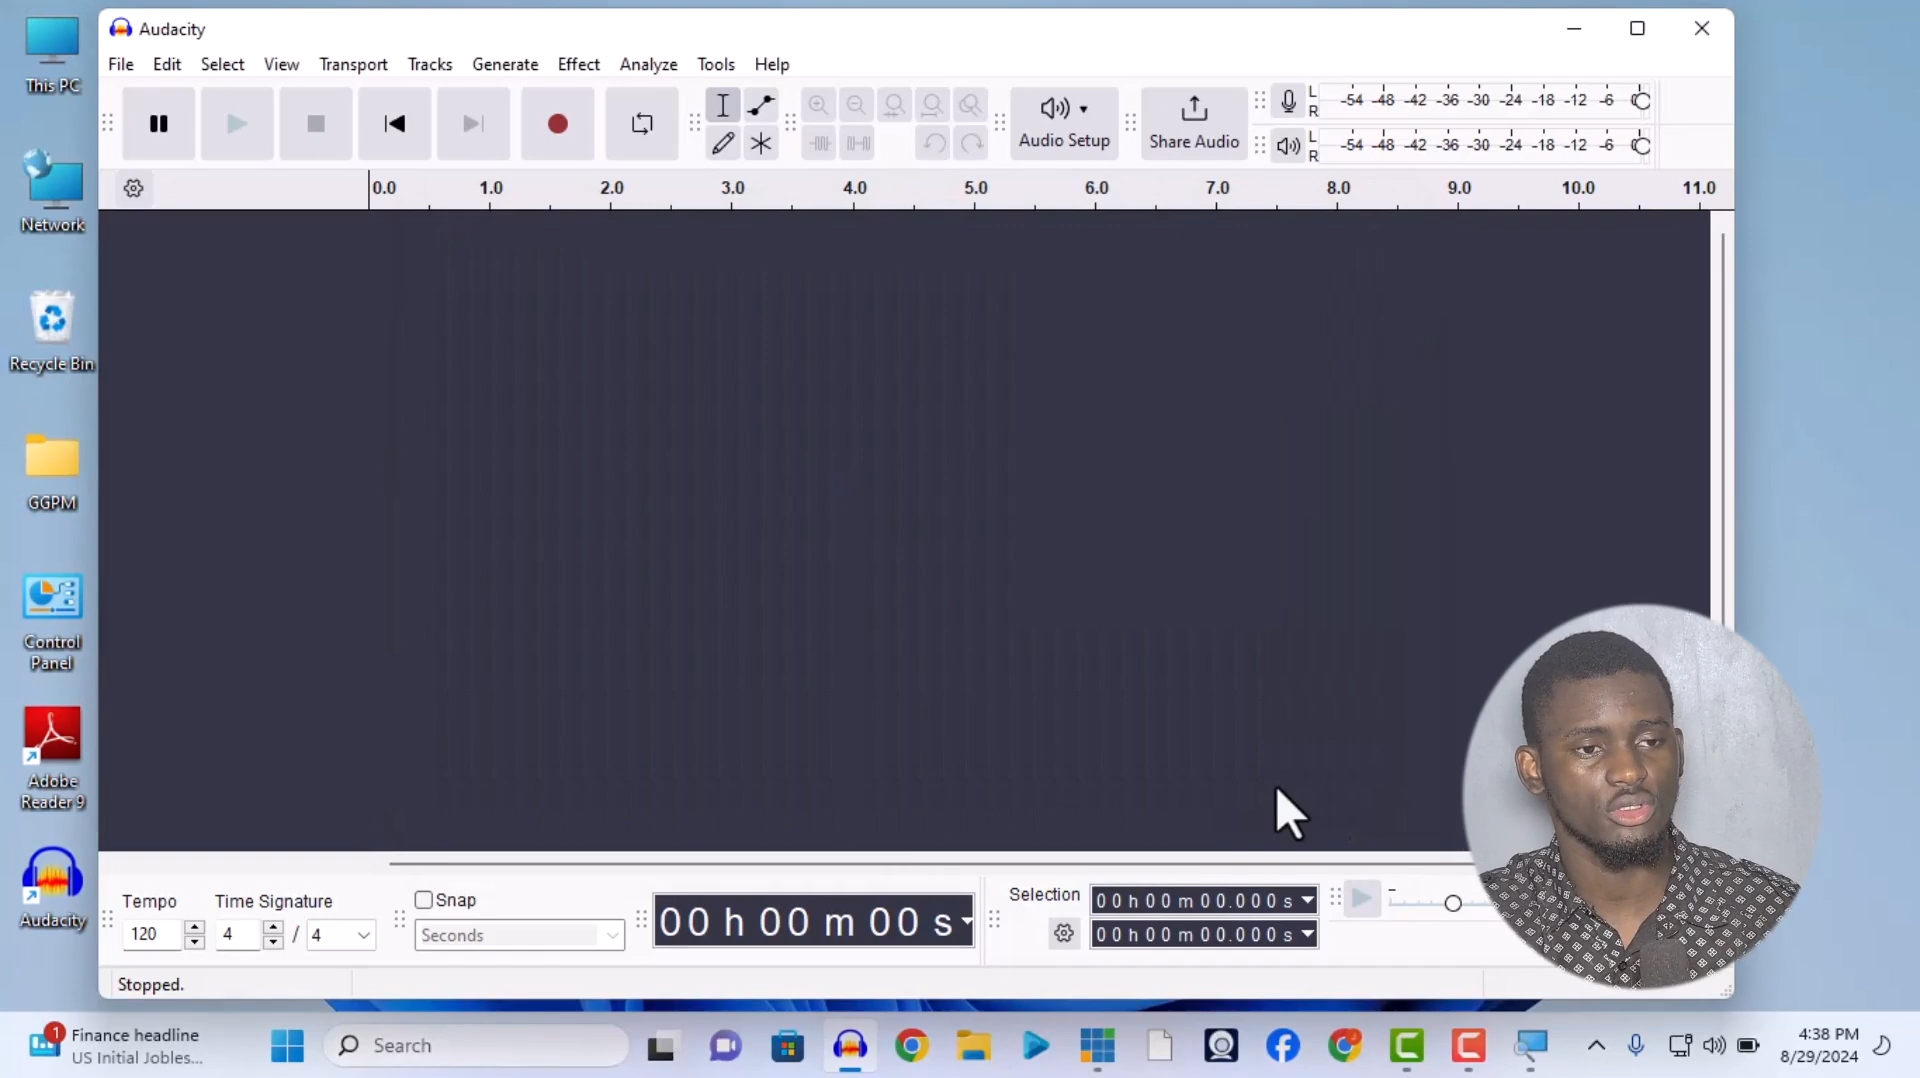 This PC
Network
Recycle Bin
GGPM
Control
Panel
Adobe
Reader 9
Audacity
Audacity
File Edit Select View Transport Tracks Generate Effect Analyze Tools Help
Audio Setup
Share Audio
L
R
-54 -48 -42 -36 -30 -24 -18 -12 -6 0
L
R
-54 -48 -42 -36 -30 -24 -18 -12 -6 0
0.0 1.0 2.0 3.0 4.0 5.0 6.0 7.0 8.0 9.0 10.0 11.0
Tempo
120
Time Signature
4 / 4
Snap
Seconds
00 h 00 m 00 s
Selection
00 h 00 m 00.000 s
00 h 00 m 00.000 s
Stopped.
1
Finance headline
US Initial Jobles...
Search
4:38 PM
8/29/2024